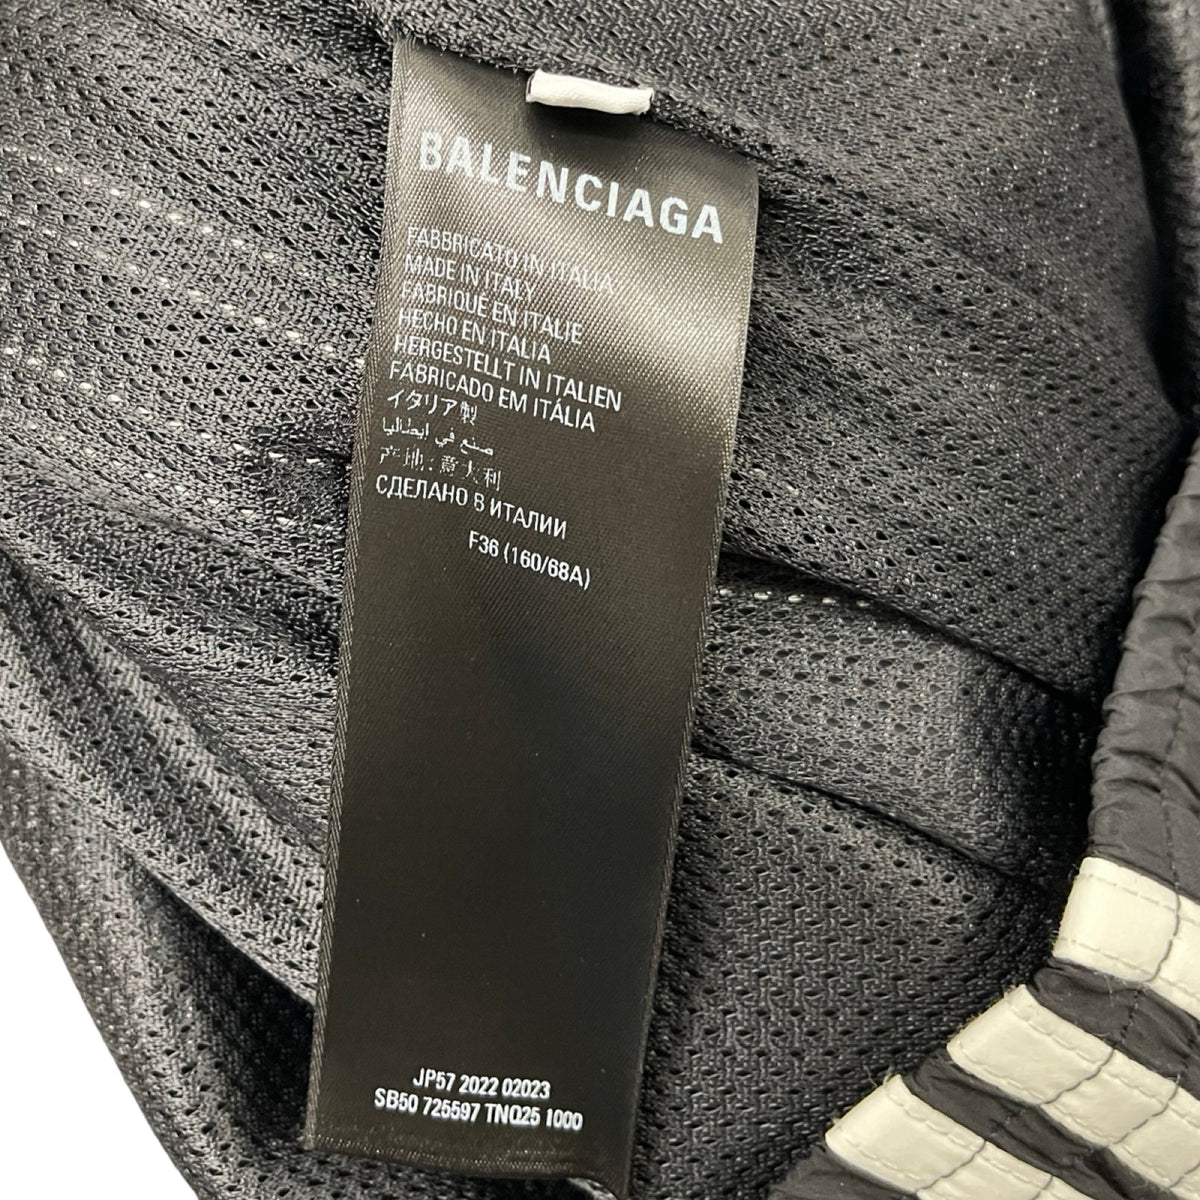 BALENCIAGA
FABBRICATO IN ITALIA
MADE IN ITALY
FABRIQUÉ EN ITALIE
HECHO EN ITALIA
HERGESTELLT IN ITALIEN
FABRICADO EM ITÁLIA
イタリア製
صنع في إيطاليا
产地：意大利
СДЕЛАНО В ИТАЛИИ
F36 (160/68A)
JP57 2022 02023
SB50 725597 TNQ25 1000